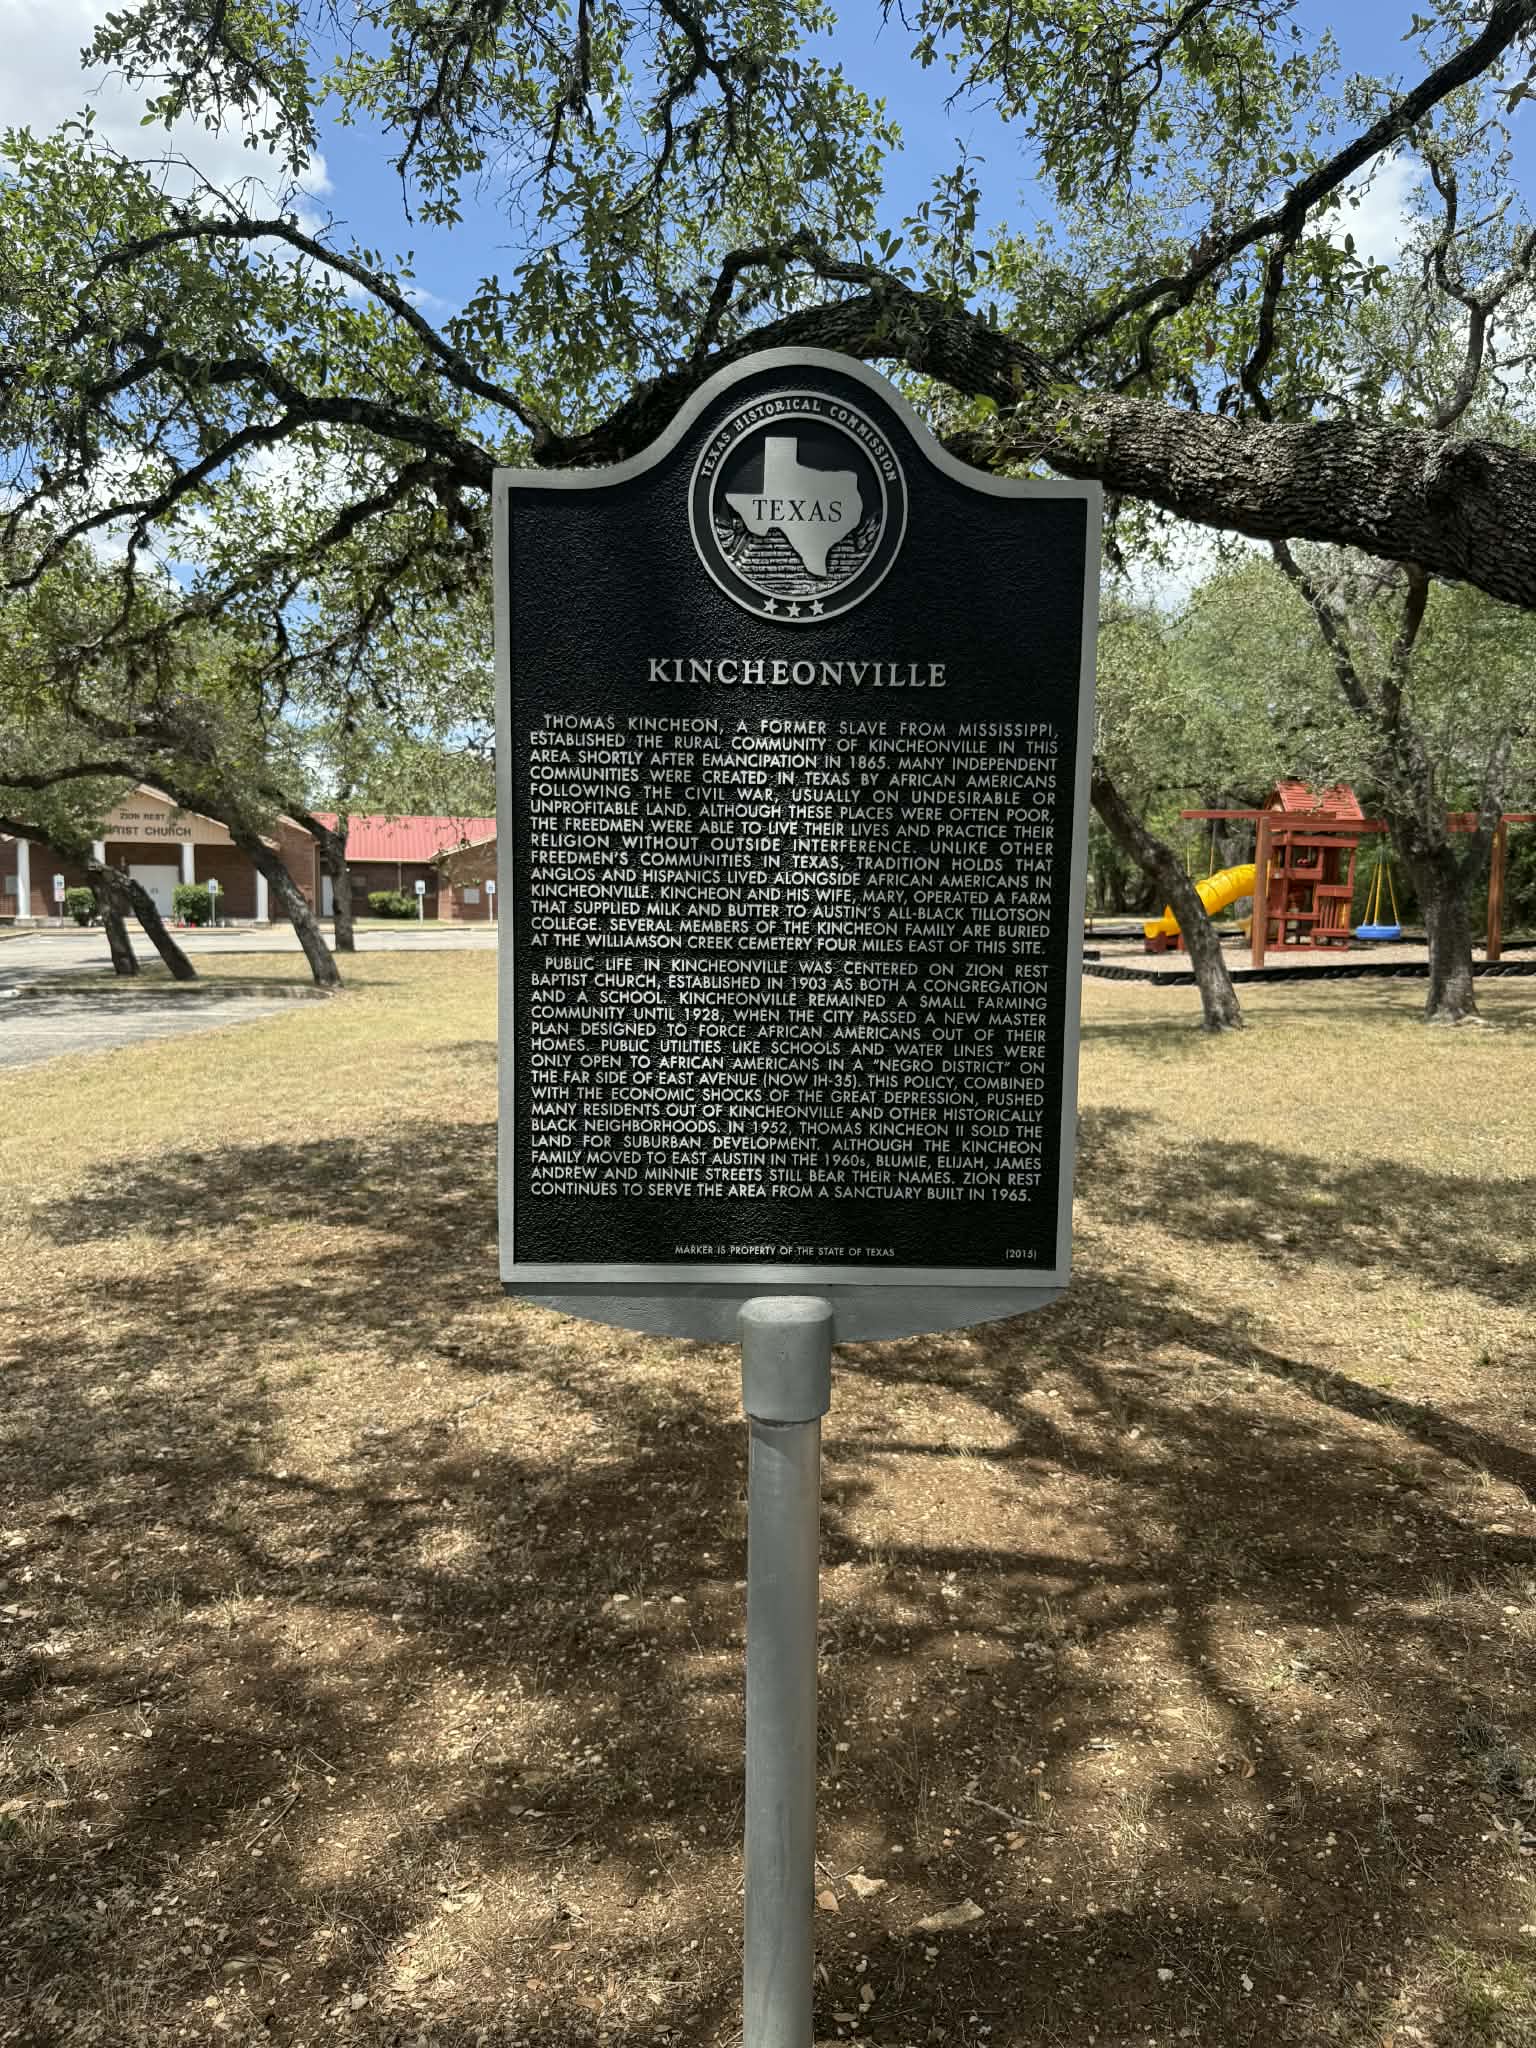 TEXAS HISTORICAL COMMISSION
TEXAS
KINCHEONVILLE
THOMAS KINCHEON, A FORMER SLAVE FROM MISSISSIPPI,
ESTABLISHED THE RURAL COMMUNITY OF KINCHEONVILLE IN THIS
AREA SHORTLY AFTER EMANCIPATION IN 1865. MANY INDEPENDENT
COMMUNITIES WERE CREATED IN TEXAS BY AFRICAN AMERICANS
FOLLOWING THE CIVIL WAR, USUALLY ON UNDESIRABLE OR
UNPROFITABLE LAND. ALTHOUGH THESE PLACES WERE OFTEN POOR,
THE FREEDMEN WERE ABLE TO LIVE THEIR LIVES AND PRACTICE THEIR
RELIGION WITHOUT OUTSIDE INTERFERENCE. UNLIKE OTHER
FREEDMEN'S COMMUNITIES IN TEXAS, TRADITION HOLDS THAT
ANGLOS AND HISPANICS LIVED ALONGSIDE AFRICAN AMERICANS IN
KINCHEONVILLE. KINCHEON AND HIS WIFE, MARY, OPERATED A FARM
THAT SUPPLIED MILK AND BUTTER TO AUSTIN'S ALL-BLACK TILLOTSON
COLLEGE. SEVERAL MEMBERS OF THE KINCHEON FAMILY ARE BURIED
AT THE WILLIAMSON CREEK CEMETERY FOUR MILES EAST OF THIS SITE.
PUBLIC LIFE IN KINCHEONVILLE WAS CENTERED ON ZION REST
BAPTIST CHURCH, ESTABLISHED IN 1903 AS BOTH A CONGREGATION
AND A SCHOOL. KINCHEONVILLE REMAINED A SMALL FARMING
COMMUNITY UNTIL 1928, WHEN THE CITY PASSED A NEW MASTER
PLAN DESIGNED TO FORCE AFRICAN AMERICANS OUT OF THEIR
HOMES. PUBLIC UTILITIES LIKE SCHOOLS AND WATER LINES WERE
ONLY OPEN TO AFRICAN AMERICANS IN A "NEGRO DISTRICT" ON
THE FAR SIDE OF EAST AVENUE (NOW IH-35). THIS POLICY, COMBINED
WITH THE ECONOMIC SHOCKS OF THE GREAT DEPRESSION, PUSHED
MANY RESIDENTS OUT OF KINCHEONVILLE AND OTHER HISTORICALLY
BLACK NEIGHBORHOODS. IN 1952, THOMAS KINCHEON II SOLD THE
LAND FOR SUBURBAN DEVELOPMENT. ALTHOUGH THE KINCHEON
FAMILY MOVED TO EAST AUSTIN IN THE 1960s, BLUMIE, ELIJAH, JAMES
ANDREW AND MINNIE STREETS STILL BEAR THEIR NAMES. ZION REST
CONTINUES TO SERVE THE AREA FROM A SANCTUARY BUILT IN 1965.
MARKER IS PROPERTY OF THE STATE OF TEXAS (2015)
ZION REST
CHURCH